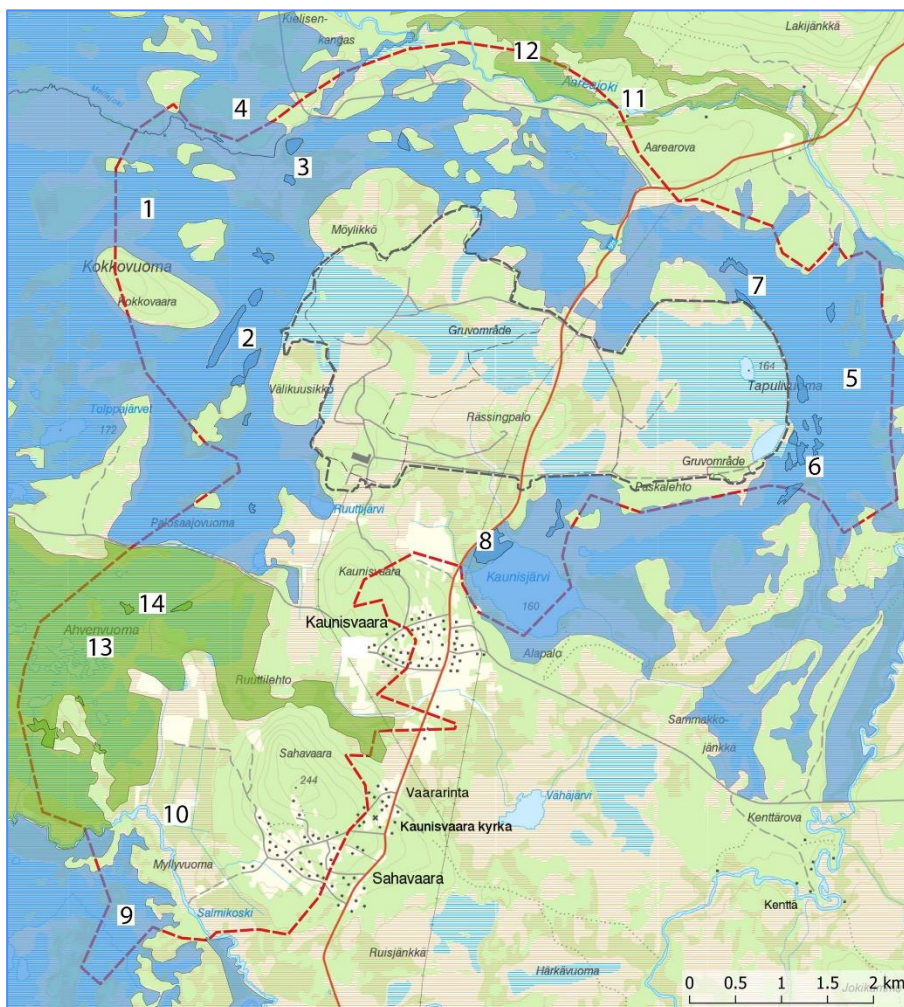 Kielisen-
kangas
Lakijänkkä
12
Aareajoki
4
11
Aarearova
3
1
Möylikkö
Kokkovuoma
Kokkovaara
7
2
Gruvområde
164
5
Tapulivuoma
Välikuusikko
Tolppajärvet
172
Rässingpalo
Gruvområde
6
Paskalehto
Ruuttijärvi
Palosaajovuoma
8
Kaunisvaara
Kaunisjärvi
160
14
Kaunisvaara
Ahvenvuoma
13
Alapalo
Ruuttilehto
Sammakko-
jänkkä
Sahavaara
244
Vaararinta
Vähäjärvi
10
Kaunisvaara kyrka
Kenttärova
Myllyvuoma
Sahavaara
9
Salmikoski
Kenttä
Ruisjänkkä
Härkävuoma
0 0.5 1 1.5 2 km